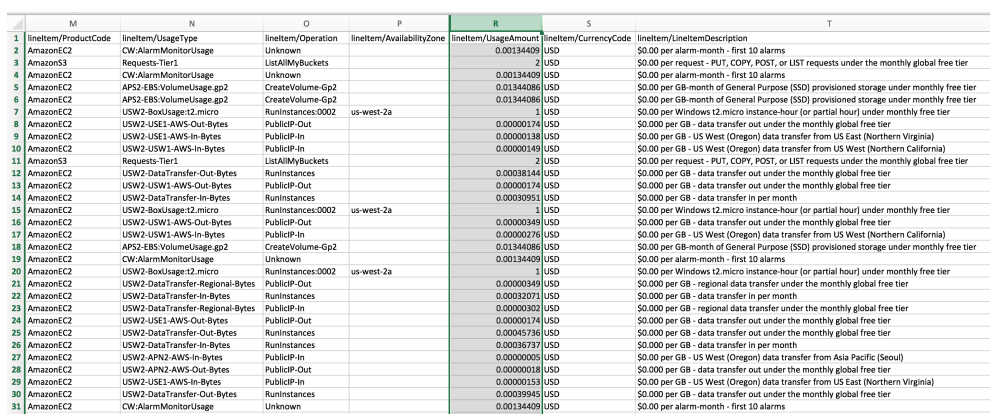 M N O P R S T
1 lineItem/ProductCode lineItem/UsageType lineItem/Operation lineItem/AvailabilityZone lineItem/UsageAmount lineItem/CurrencyCode lineItem/LineItemDescription
2 AmazonEC2 CW:AlarmMonitorUsage Unknown 0.00134409 USD $0.00 per alarm-month - first 10 alarms
3 AmazonS3 Requests-Tier1 ListAllMyBuckets 2 USD $0.00 per request - PUT, COPY, POST, or LIST requests under the monthly global free tier
4 AmazonEC2 CW:AlarmMonitorUsage Unknown 0.00134409 USD $0.00 per alarm-month - first 10 alarms
5 AmazonEC2 APS2-EBS:VolumeUsage.gp2 CreateVolume-Gp2 0.01344086 USD $0.00 per GB-month of General Purpose (SSD) provisioned storage under monthly free tier
6 AmazonEC2 APS2-EBS:VolumeUsage.gp2 CreateVolume-Gp2 0.01344086 USD $0.00 per GB-month of General Purpose (SSD) provisioned storage under monthly free tier
7 AmazonEC2 USW2-BoxUsage:t2.micro RunInstances:0002 us-west-2a 1 USD $0.00 per Windows t2.micro instance-hour (or partial hour) under monthly free tier
8 AmazonEC2 USW2-USE1-AWS-Out-Bytes PublicIP-Out 0.00000174 USD $0.000 per GB - data transfer out under the monthly global free tier
9 AmazonEC2 USW2-USE1-AWS-In-Bytes PublicIP-In 0.00000138 USD $0.00 per GB - US West (Oregon) data transfer from US East (Northern Virginia)
10 AmazonEC2 USW2-USW1-AWS-In-Bytes PublicIP-In 0.00000149 USD $0.00 per GB - US West (Oregon) data transfer from US West (Northern California)
11 AmazonS3 Requests-Tier1 ListAllMyBuckets 2 USD $0.00 per request - PUT, COPY, POST, or LIST requests under the monthly global free tier
12 AmazonEC2 USW2-DataTransfer-Out-Bytes RunInstances 0.00038144 USD $0.000 per GB - data transfer out under the monthly global free tier
13 AmazonEC2 USW2-USW1-AWS-Out-Bytes PublicIP-Out 0.00000174 USD $0.000 per GB - data transfer out under the monthly global free tier
14 AmazonEC2 USW2-DataTransfer-In-Bytes RunInstances 0.00030951 USD $0.000 per GB - data transfer in per month
15 AmazonEC2 USW2-BoxUsage:t2.micro RunInstances:0002 us-west-2a 1 USD $0.00 per Windows t2.micro instance-hour (or partial hour) under monthly free tier
16 AmazonEC2 USW2-USW1-AWS-Out-Bytes PublicIP-Out 0.00000349 USD $0.000 per GB - data transfer out under the monthly global free tier
17 AmazonEC2 USW2-USW1-AWS-In-Bytes PublicIP-In 0.00000276 USD $0.00 per GB - US West (Oregon) data transfer from US West (Northern California)
18 AmazonEC2 APS2-EBS:VolumeUsage.gp2 CreateVolume-Gp2 0.01344086 USD $0.00 per GB-month of General Purpose (SSD) provisioned storage under monthly free tier
19 AmazonEC2 CW:AlarmMonitorUsage Unknown 0.00134409 USD $0.00 per alarm-month - first 10 alarms
20 AmazonEC2 USW2-BoxUsage:t2.micro RunInstances:0002 us-west-2a 1 USD $0.00 per Windows t2.micro instance-hour (or partial hour) under monthly free tier
21 AmazonEC2 USW2-DataTransfer-Regional-Bytes PublicIP-Out 0.00000349 USD $0.000 per GB - regional data transfer under the monthly global free tier
22 AmazonEC2 USW2-DataTransfer-In-Bytes RunInstances 0.00032071 USD $0.000 per GB - data transfer in per month
23 AmazonEC2 USW2-DataTransfer-Regional-Bytes PublicIP-In 0.00000302 USD $0.000 per GB - regional data transfer under the monthly global free tier
24 AmazonEC2 USW2-USE1-AWS-Out-Bytes PublicIP-Out 0.00000174 USD $0.000 per GB - data transfer out under the monthly global free tier
25 AmazonEC2 USW2-DataTransfer-Out-Bytes RunInstances 0.00045736 USD $0.000 per GB - data transfer out under the monthly global free tier
26 AmazonEC2 USW2-DataTransfer-In-Bytes RunInstances 0.00036737 USD $0.000 per GB - data transfer in per month
27 AmazonEC2 USW2-APN2-AWS-In-Bytes PublicIP-In 0.00000005 USD $0.00 per GB - US West (Oregon) data transfer from Asia Pacific (Seoul)
28 AmazonEC2 USW2-APN2-AWS-Out-Bytes PublicIP-Out 0.00000018 USD $0.000 per GB - data transfer out under the monthly global free tier
29 AmazonEC2 USW2-USE1-AWS-In-Bytes PublicIP-In 0.00000153 USD $0.00 per GB - US West (Oregon) data transfer from US East (Northern Virginia)
30 AmazonEC2 USW2-DataTransfer-Out-Bytes RunInstances 0.00039945 USD $0.000 per GB - data transfer out under the monthly global free tier
31 AmazonEC2 CW:AlarmMonitorUsage Unknown 0.00134409 USD $0.00 per alarm-month - first 10 alarms